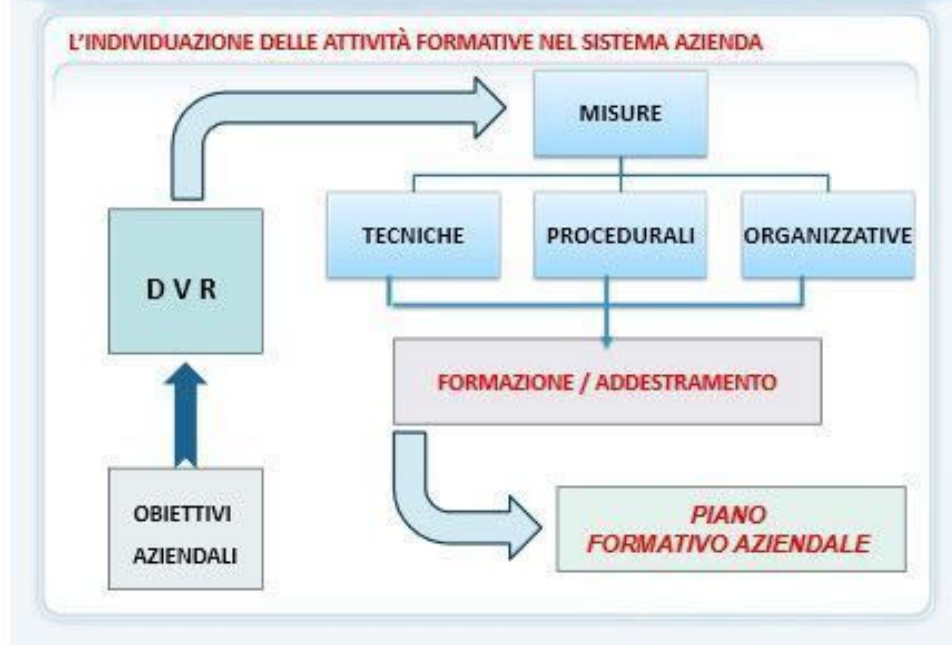 L'INDIVIDUAZIONE DELLE ATTIVITÀ FORMATIVE NEL SISTEMA AZIENDA
MISURE
TECNICHE
PROCEDURALI
ORGANIZZATIVE
D V R
FORMAZIONE / ADDESTRAMENTO
OBIETTIVI
AZIENDALI
PIANO
FORMATIVO AZIENDALE